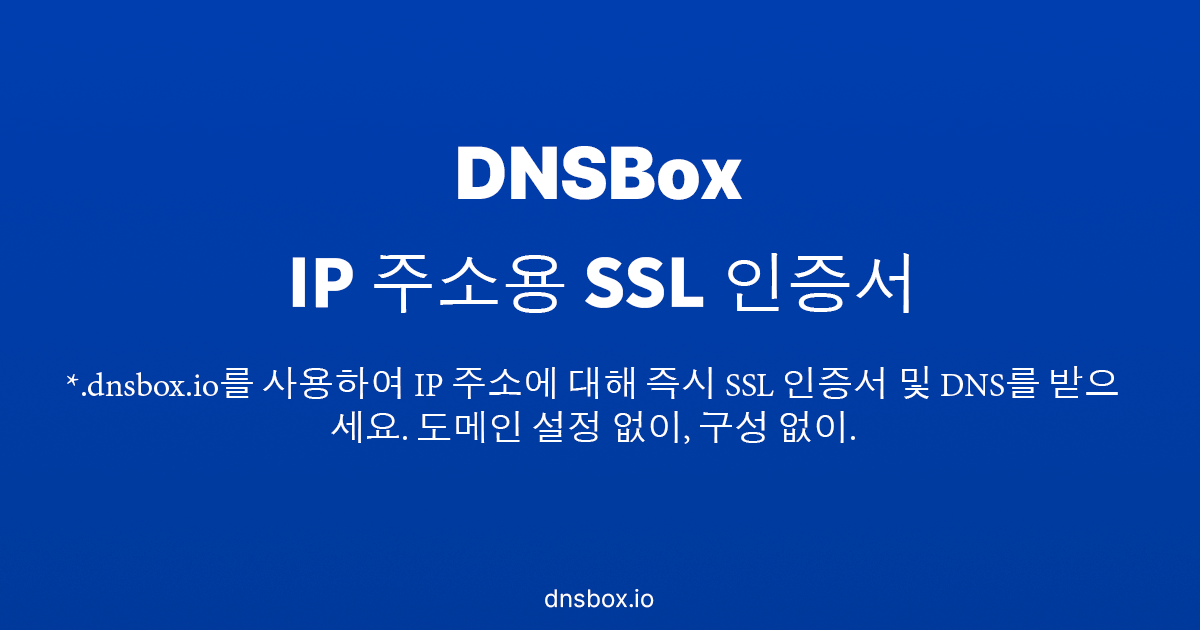 DNSBox
IP 주소용 SSL 인증서
*.dnsbox.io를 사용하여 IP 주소에 대해 즉시 SSL 인증서 및 DNS를 받으
세요. 도메인 설정 없이, 구성 없이.
dnsbox.io